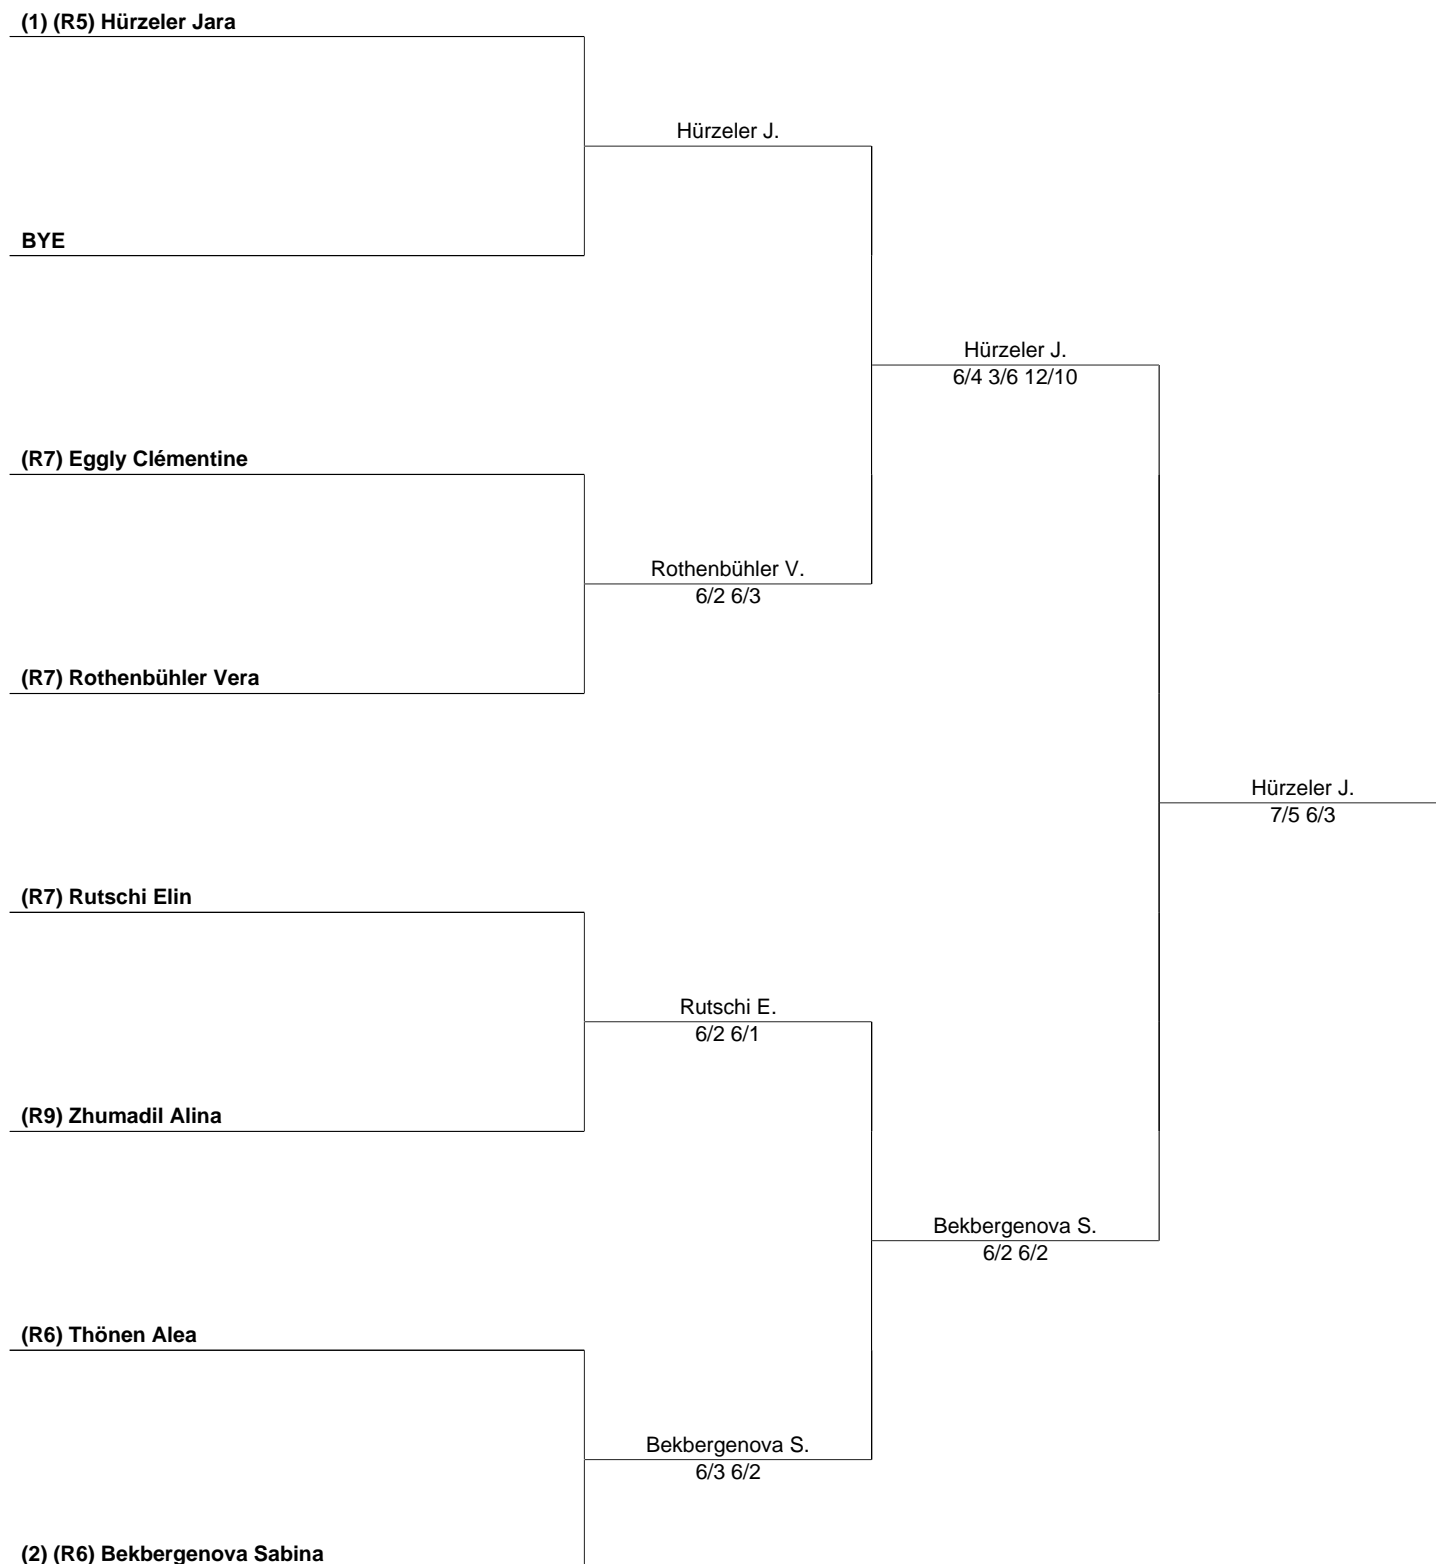 (1) (R5) Hürzeler Jara
Hürzeler J.
BYE
Hürzeler J.
6/4 3/6 12/10
(R7) Eggly Clémentine
Rothenbühler V.
6/2 6/3
(R7) Rothenbühler Vera
Hürzeler J.
7/5 6/3
(R7) Rutschi Elin
Rutschi E.
6/2 6/1
(R9) Zhumadil Alina
Bekbergenova S.
6/2 6/2
(R6) Thönen Alea
Bekbergenova S.
6/3 6/2
(2) (R6) Bekbergenova Sabina